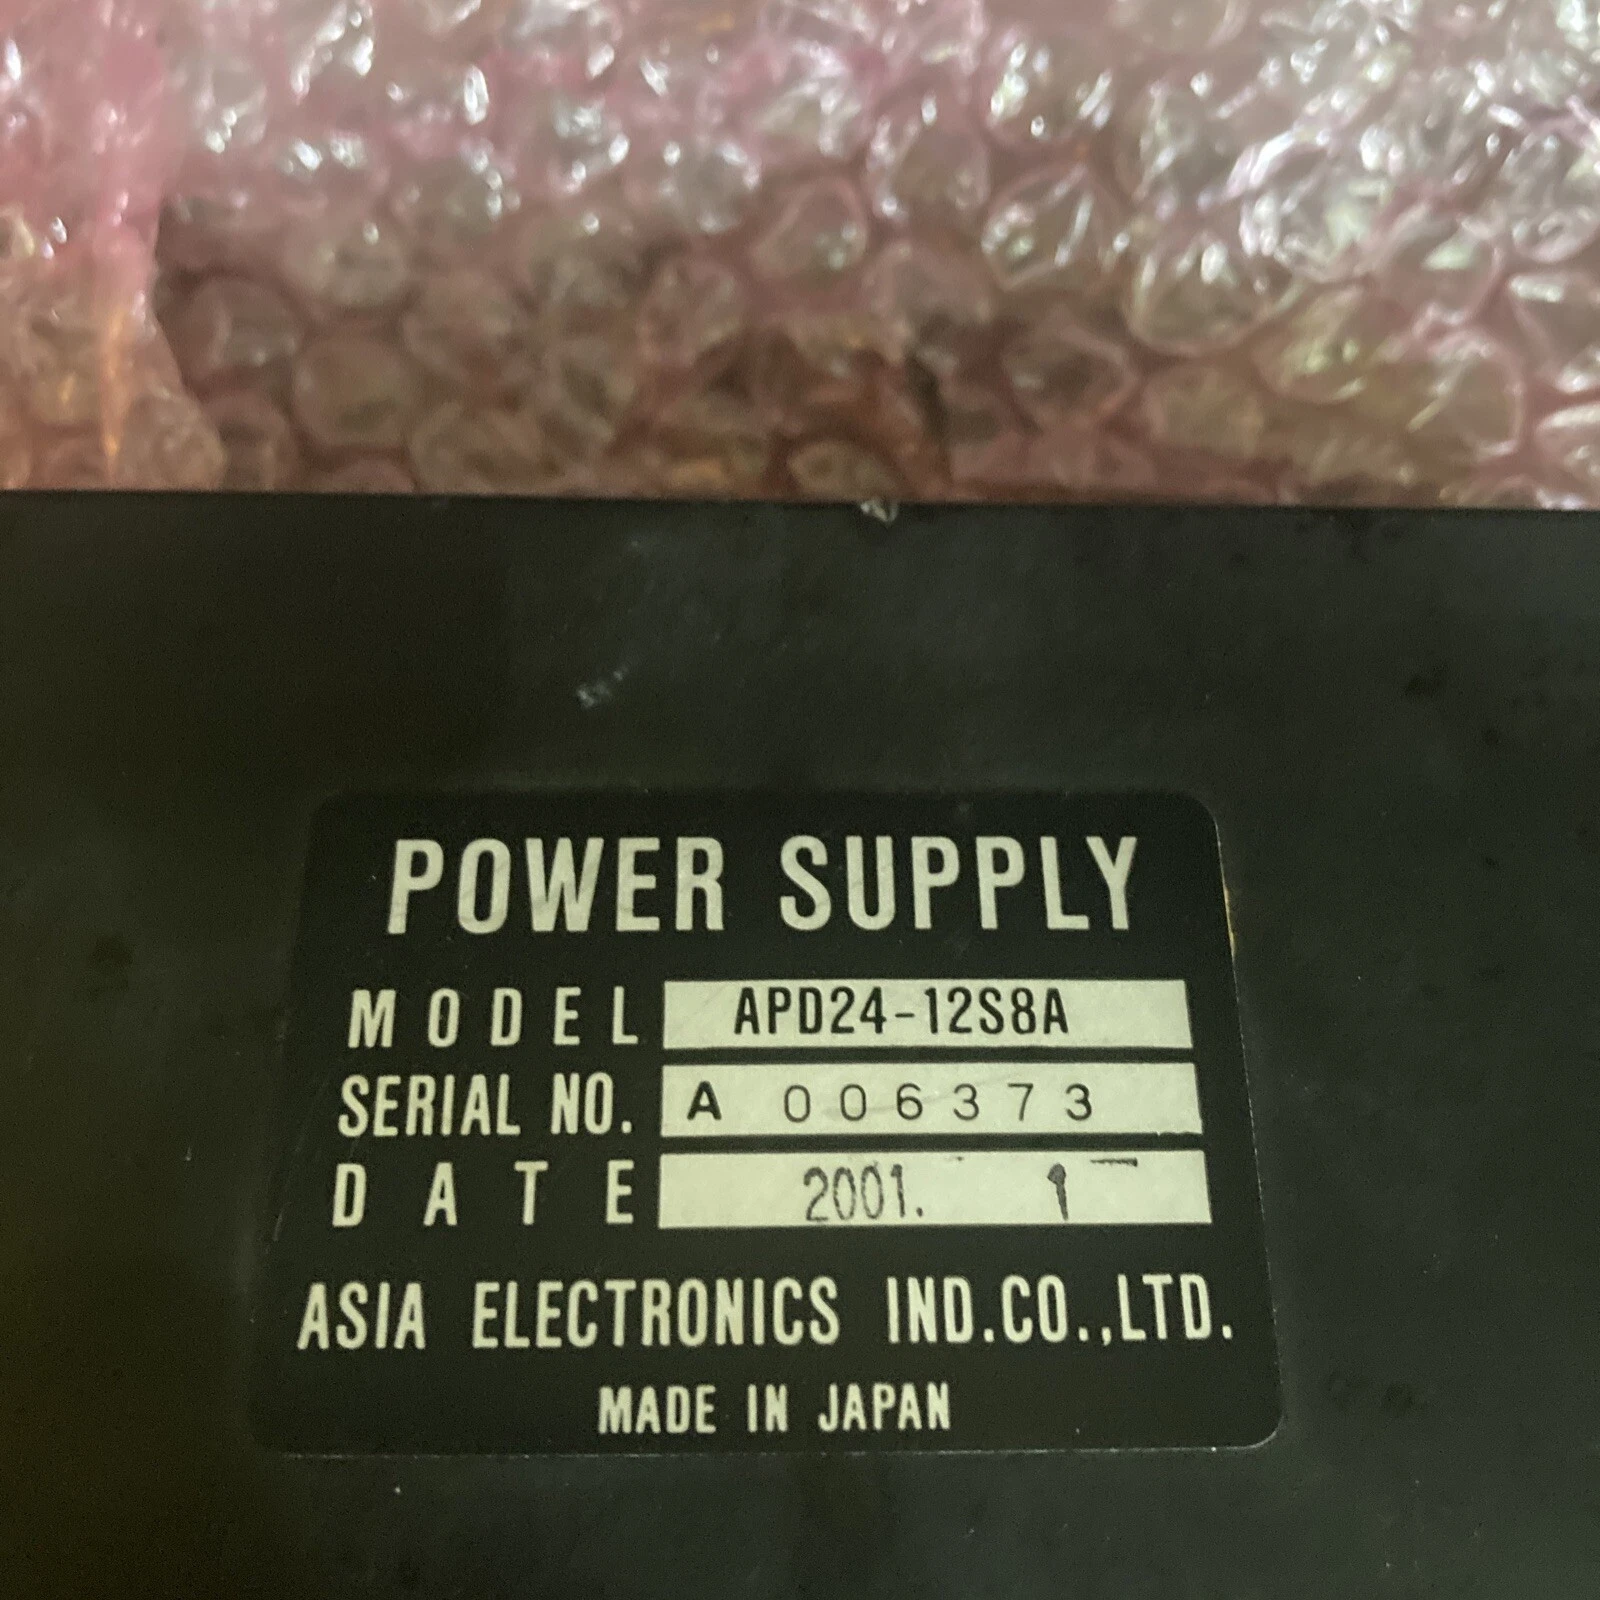 POWER SUPPLY
MODEL APD24-12S8A
SERIAL NO. A 006373
DATE 2001. 1
ASIA ELECTRONICS IND.CO.,LTD.
MADE IN JAPAN